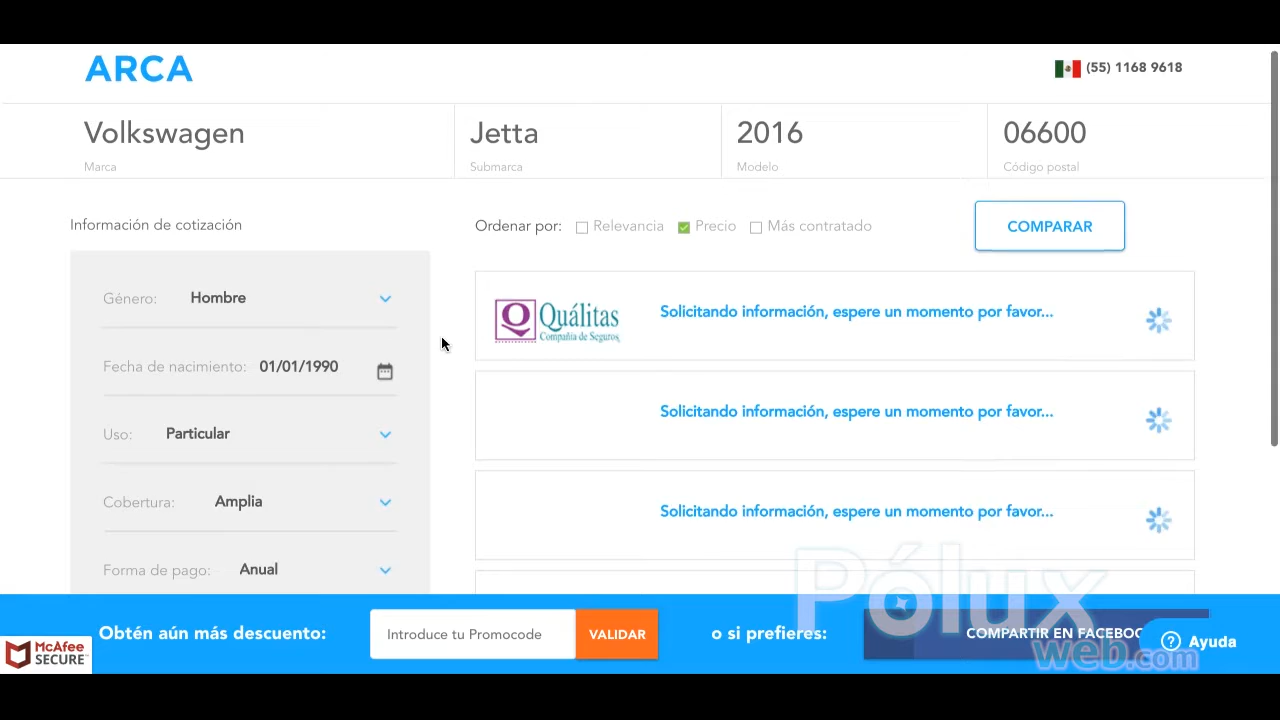 ARCA
(55) 1168 9618
Volkswagen
Jetta
2016
06600
Marca
Submarca
Modelo
Código postal
Información de cotización
Ordenar por:
Relevancia
Precio
Más contratado
COMPARAR
Género:
Hombre
Fecha de nacimiento:
01/01/1990
Uso:
Particular
Cobertura:
Amplia
Forma de pago:
Anual
Quálitas
Compañía de Seguros
Solicitando información, espere un momento por favor...
Solicitando información, espere un momento por favor...
Solicitando información, espere un momento por favor...
Obtén aún más descuento:
Introduce tu Promocode
VALIDAR
o si prefieres:
COMPARTIR EN FACEBOO
Ayuda
McAfee
SECURE
Pólux
web.com